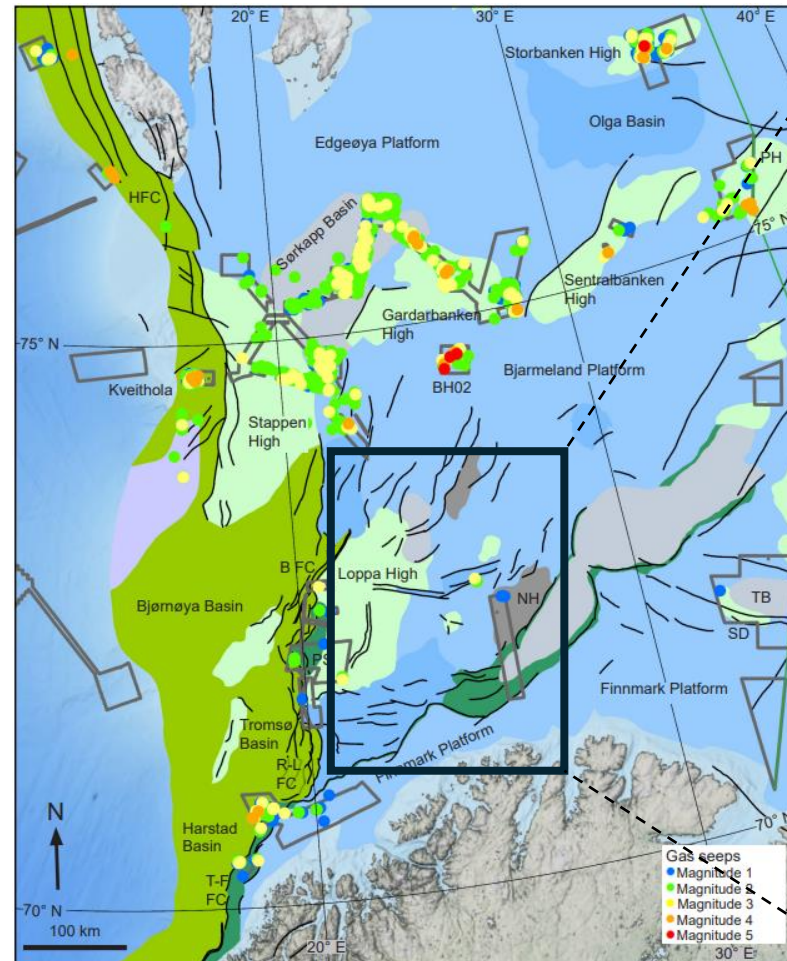 20° E
30° E
40° E
Storbanken High
Olga Basin
Edgeøya Platform
PH
HFC
75° N
Sørkapp Basin
Sentralbanken
High
Gardarbanken
High
75° N
Bjarmeland Platform
Kveithola
BH02
Stappen
High
B FC
Loppa High
Bjørnøya Basin
NH
TB
SD
PS
Finnmark Platform
Tromsø
Basin
Finnmark Platform
R-L
FC
N
Harstad
Basin
70° N
T-F
FC
70° N
100 km
20° E
Gas seeps
Magnitude 1
Magnitude 2
Magnitude 3
Magnitude 4
Magnitude 5
30° E